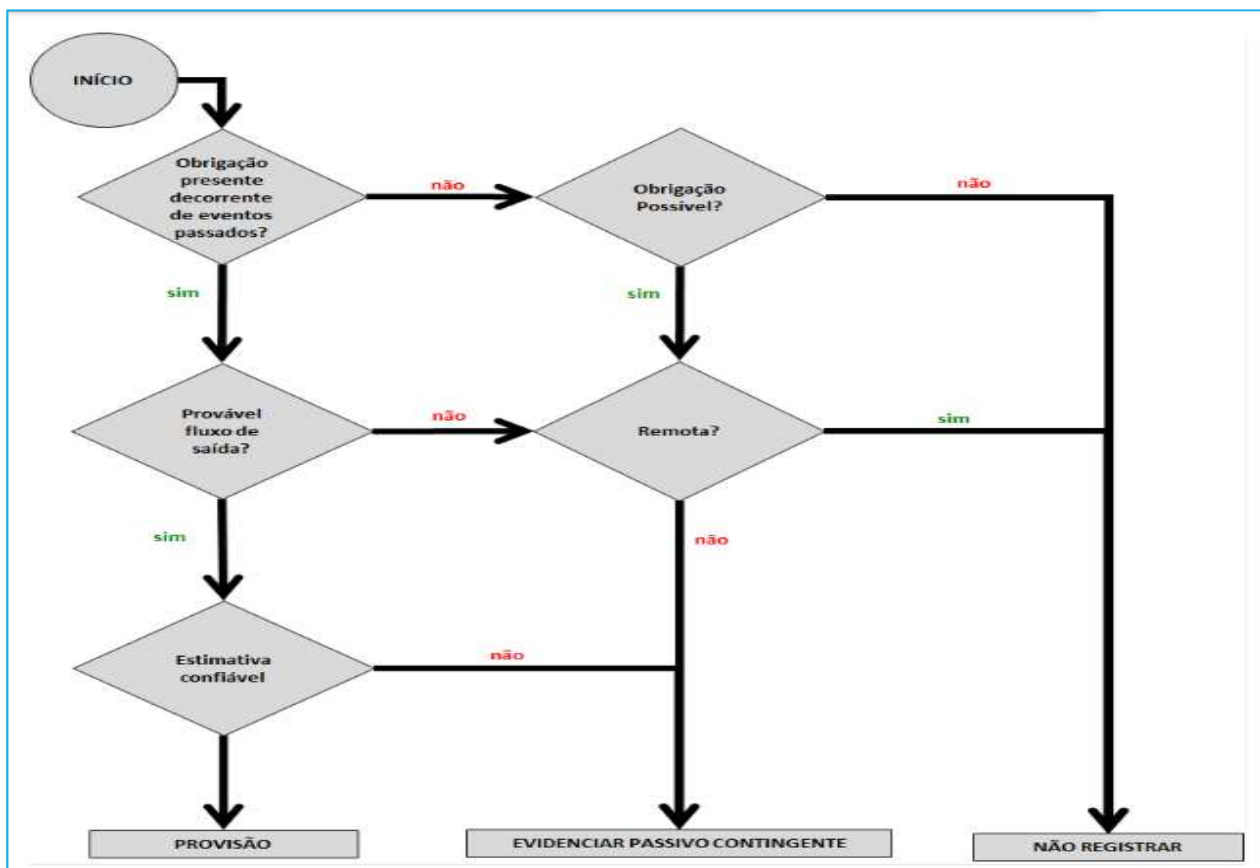 INÍCIO
Obrigação
presente
decorrente
de eventos
passados?
não
Obrigação
Possível?
não
sim
sim
Provável
fluxo de
saída?
não
Remota?
sim
sim
não
Estimativa
confiável
não
PROVISÃO
EVIDENCIAR PASSIVO CONTINGENTE
NÃO REGISTRAR